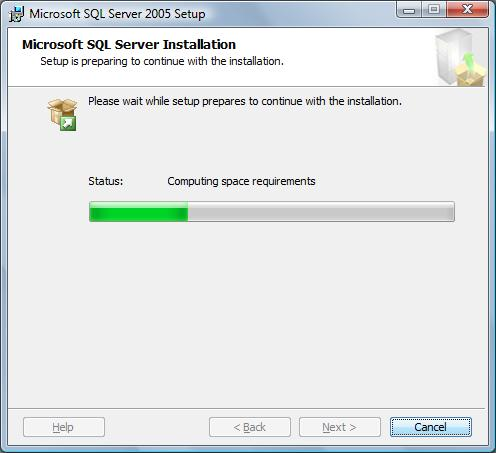 Microsoft SQL Server 2005 Setup
Microsoft SQL Server Installation
Setup is preparing to continue with the installation.
Please wait while setup prepares to continue with the installation.
Status: Computing space requirements
Help < Back Next > Cancel